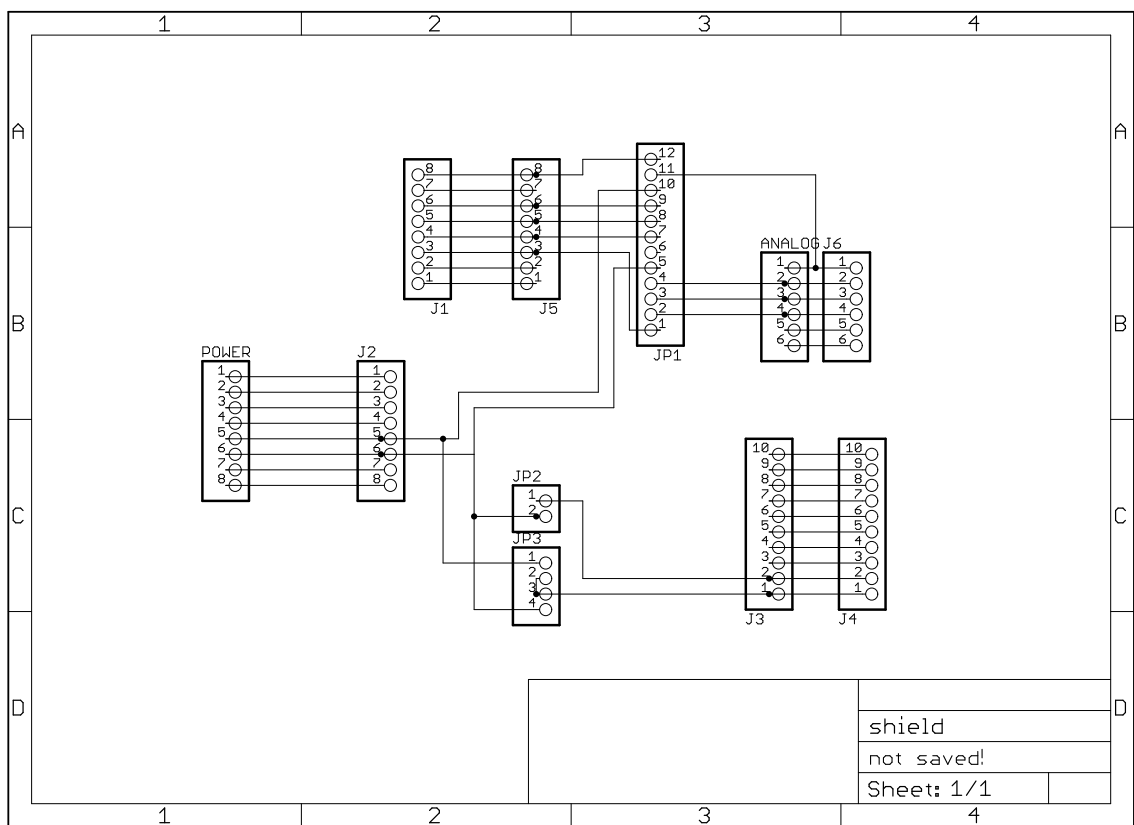 1 2 3 4
A A
8 8 12
7 7 11
6 6 10
5 5 9
4 4 8
3 3 7
2 2 6
1 1 5
4
3
2
1
J1 J5 JP1
ANALOG J6
1 1
2 2
3 3
4 4
5 5
6 6
B B
POWER J2
1 1
2 2
3 3
4 4
5 5
6 6
7 7
8 8
JP2
1
2
JP3
1
2
3
4
10 10
9 9
8 8
7 7
6 6
5 5
4 4
3 3
2 2
1 1
J3 J4
C C
D D
shield
not saved!
Sheet: 1/1
1 2 3 4